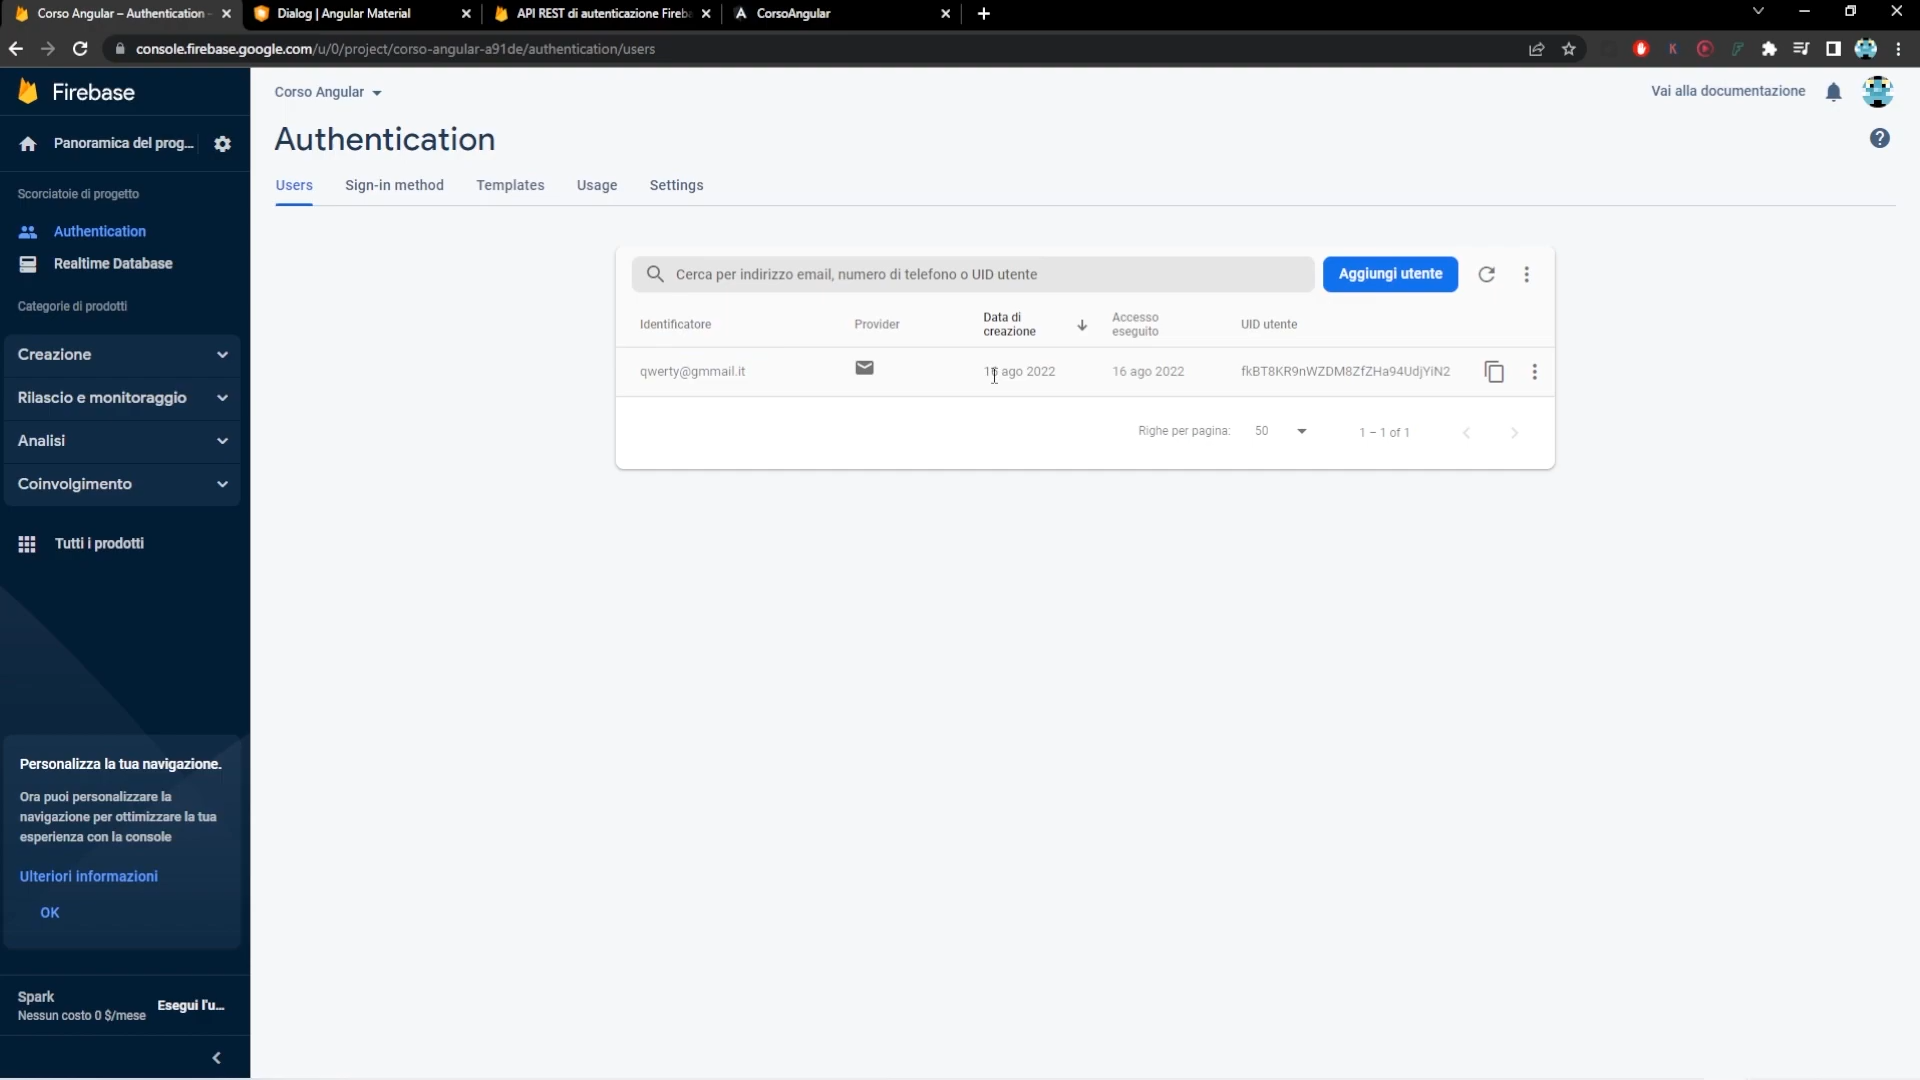 Corso Angular – Authentication -
Dialog | Angular Material
API REST di autenticazione Fireb
CorsoAngular
console.firebase.google.com/u/0/project/corso-angular-a91de/authentication/users
Firebase
Corso Angular
Vai alla documentazione
Panoramica del prog...
Authentication
Users
Sign-in method
Templates
Usage
Settings
Scorciatoie di progetto
Authentication
Realtime Database
Categorie di prodotti
Creazione
Rilascio e monitoraggio
Analisi
Coinvolgimento
Tutti i prodotti
Cerca per indirizzo email, numero di telefono o UID utente
Aggiungi utente
Identificatore
Provider
Data di
creazione
Accesso
eseguito
UID utente
qwerty@gmmail.it
ago 2022
16 ago 2022
fkBT8KR9nWZDM8ZfZHa94UdjYiN2
Righe per pagina:
50
1 – 1 of 1
Personalizza la tua navigazione.
Ora puoi personalizzare la
navigazione per ottimizzare la tua
esperienza con la console
Ulteriori informazioni
OK
Spark
Nessun costo 0 $/mese
Esegui l'u...